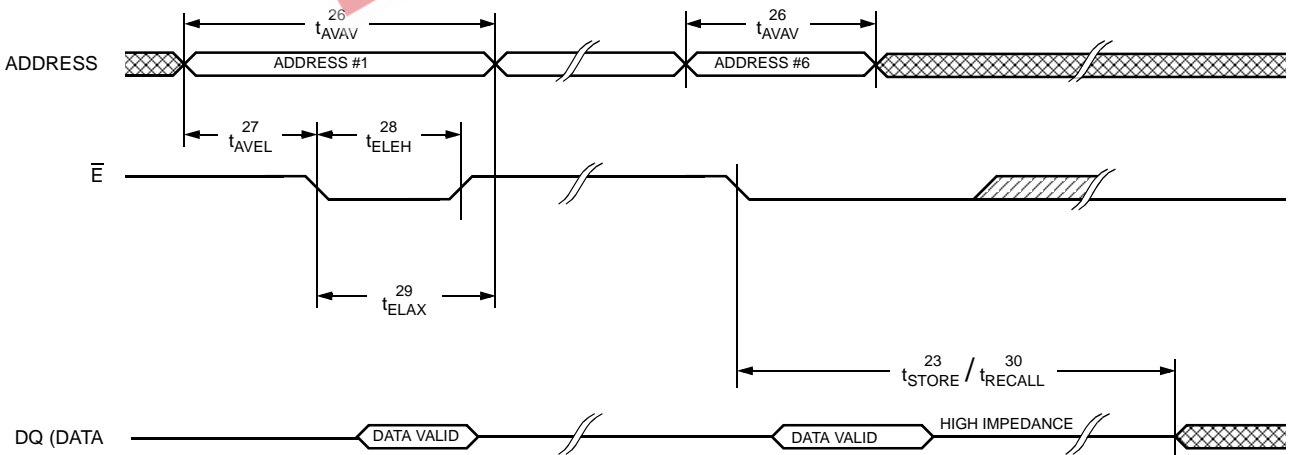 26
tAVAV
26
tAVAV
ADDRESS
ADDRESS #1
ADDRESS #6
27
tAVEL
28
tELEH
E
29
tELAX
23 30
tSTORE / tRECALL
DQ (DATA
DATA VALID
DATA VALID
HIGH IMPEDANCE